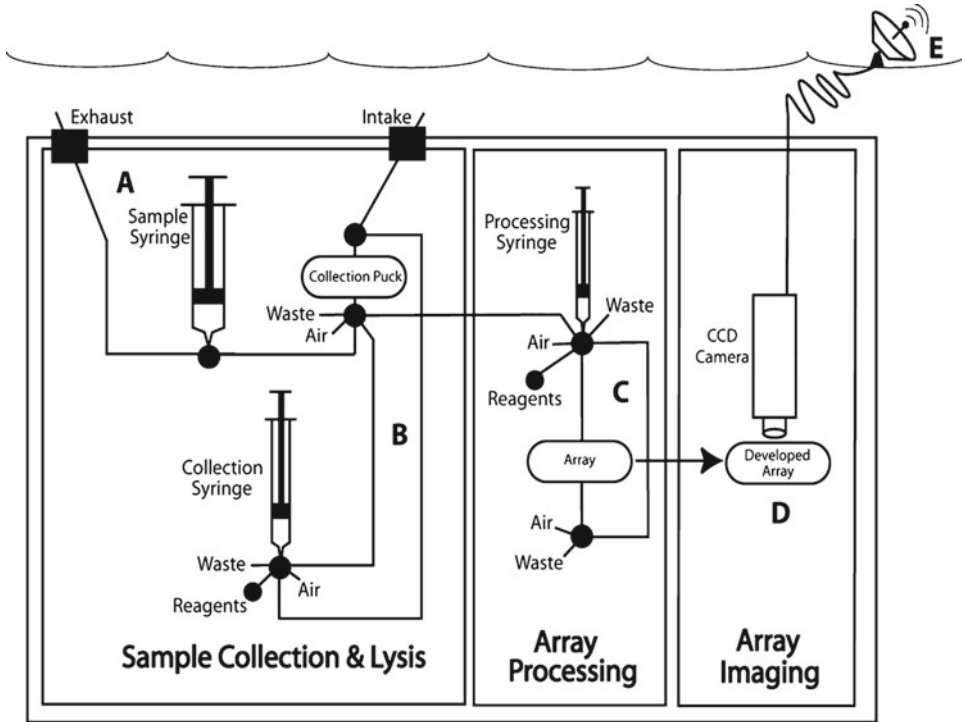 E
Exhaust
Intake
A
Sample
Syringe
Collection Puck
Waste
Air
B
Collection
Syringe
Waste
Air
Reagents
Sample Collection & Lysis
Processing
Syringe
Waste
Air
Reagents
C
Array
Air
Waste
Array
Processing
CCD
Camera
Developed
Array
D
Array
Imaging